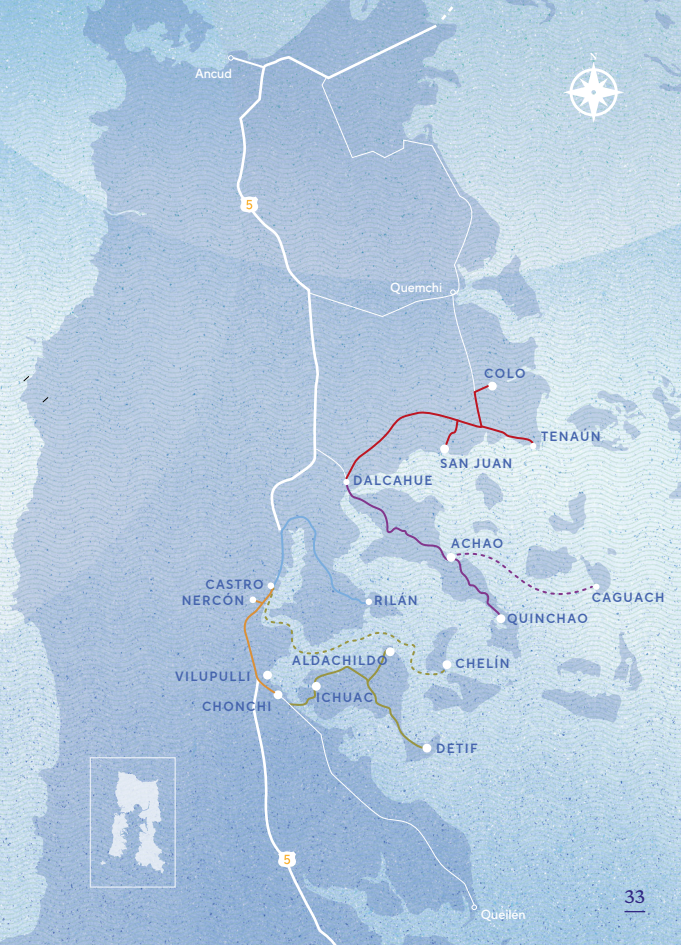 N
Ancud
5
Quemchi
COLO
TENAÚN
SAN JUAN
DALCAHUE
ACHAO
CASTRO
NERCÓN
RILÁN
CAGUACH
QUINCHAO
ALDACHILDO
CHELÍN
VILUPULLI
ICHUAC
CHONCHI
DETIF
5
33
Queilén